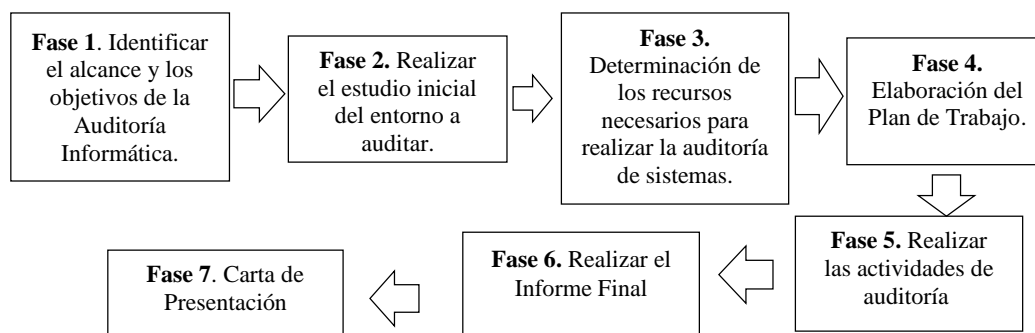 Fase 1. Identificar
el alcance y los
objetivos de la
Auditoría
Informática.
Fase 2. Realizar
el estudio inicial
del entorno a
auditar.
Fase 3.
Determinación de
los recursos
necesarios para
realizar la auditoría
de sistemas.
Fase 4.
Elaboración del
Plan de Trabajo.
Fase 5. Realizar
las actividades de
auditoría
Fase 6. Realizar el
Informe Final
Fase 7. Carta de
Presentación